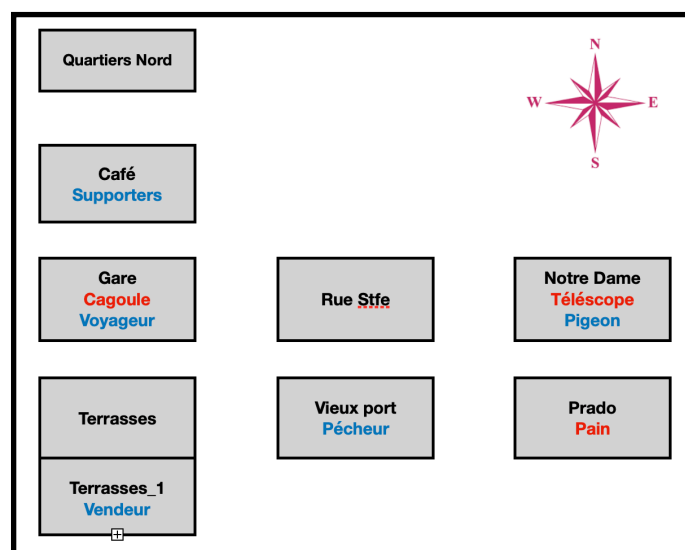 Quartiers Nord
N
W
E
S
Café
Supporters
Gare
Cagoule
Voyageur
Rue Stfe
Notre Dame
Téléscope
Pigeon
Terrasses
Vieux port
Pécheur
Prado
Pain
Terrasses_1
Vendeur